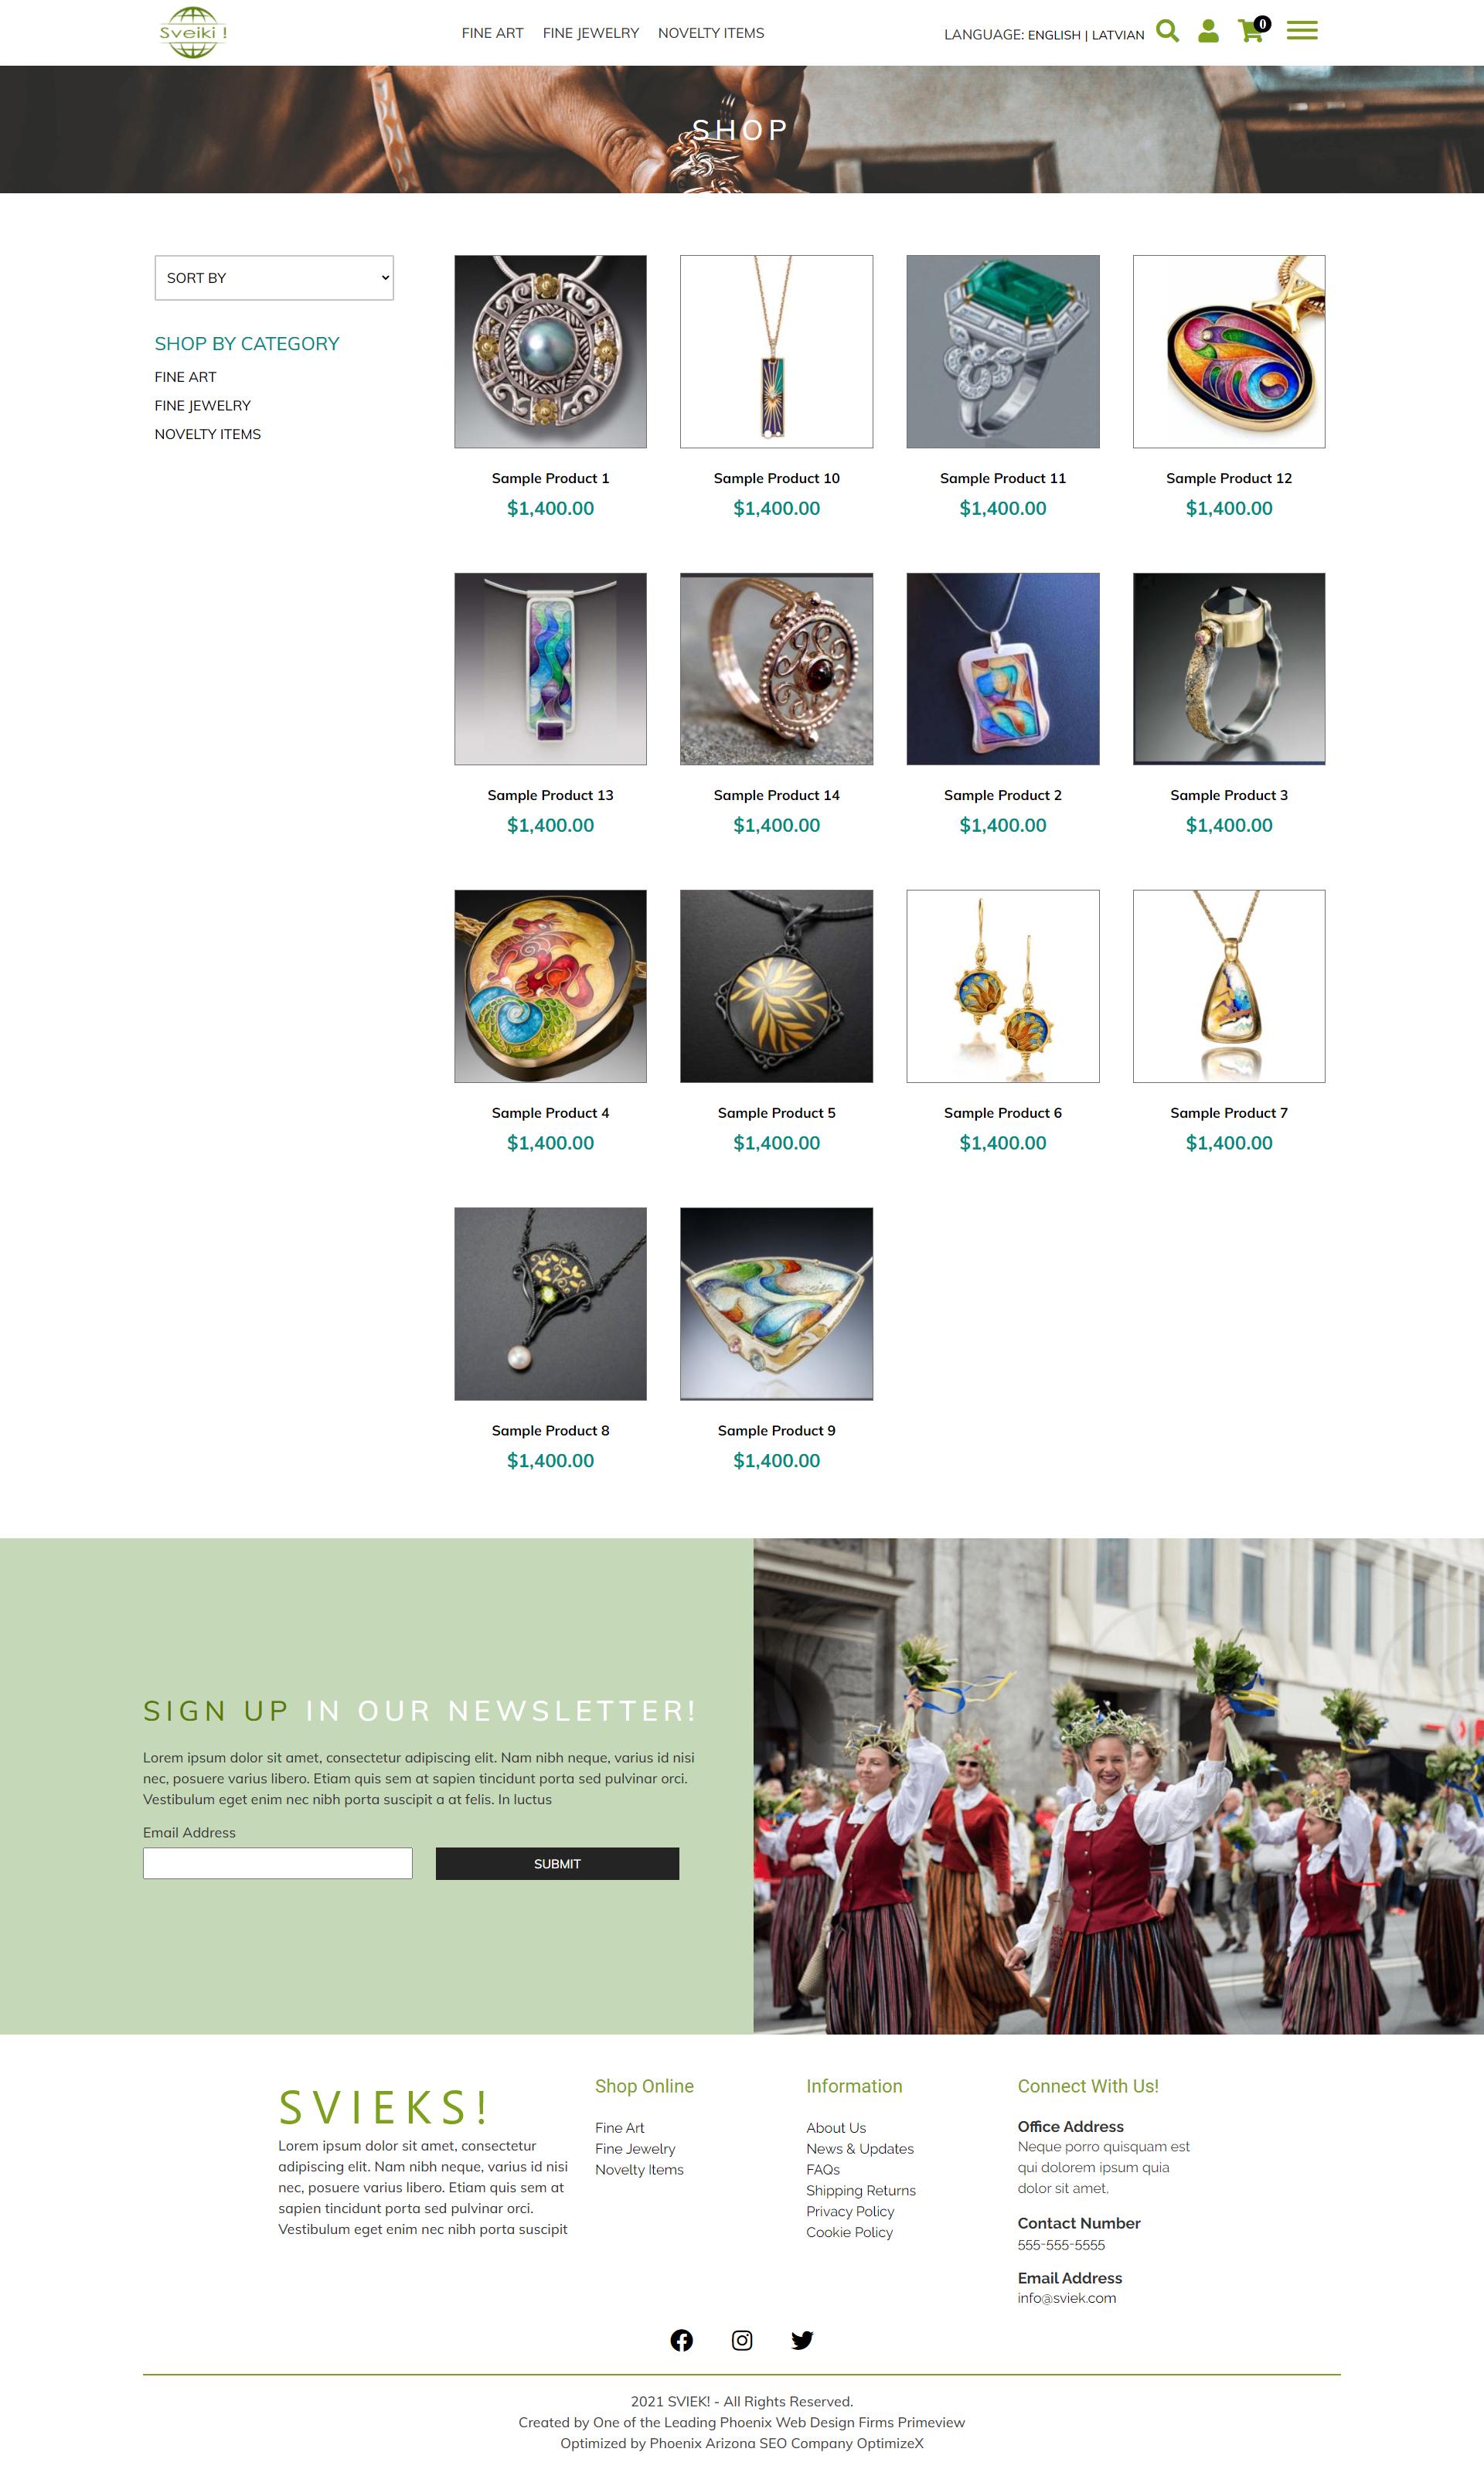 Sveiki !
FINE ART FINE JEWELRY NOVELTY ITEMS
LANGUAGE: ENGLISH | LATVIAN
0
SHOP
SORT BY
SHOP BY CATEGORY
FINE ART
FINE JEWELRY
NOVELTY ITEMS
Sample Product 1
$1,400.00
Sample Product 10
$1,400.00
Sample Product 11
$1,400.00
Sample Product 12
$1,400.00
Sample Product 13
$1,400.00
Sample Product 14
$1,400.00
Sample Product 2
$1,400.00
Sample Product 3
$1,400.00
Sample Product 4
$1,400.00
Sample Product 5
$1,400.00
Sample Product 6
$1,400.00
Sample Product 7
$1,400.00
Sample Product 8
$1,400.00
Sample Product 9
$1,400.00
SIGN UP IN OUR NEWSLETTER!
Lorem ipsum dolor sit amet, consectetur adipiscing elit. Nam nibh neque, varius id nisi
nec, posuere varius libero. Etiam quis sem at sapien tincidunt porta sed pulvinar orci.
Vestibulum eget enim nec nibh porta suscipit a at felis. In luctus
Email Address
SUBMIT
SVIEKS!
Lorem ipsum dolor sit amet, consectetur
adipiscing elit. Nam nibh neque, varius id nisi
nec, posuere varius libero. Etiam quis sem at
sapien tincidunt porta sed pulvinar orci.
Vestibulum eget enim nec nibh porta suscipit
Shop Online
Fine Art
Fine Jewelry
Novelty Items
Information
About Us
News & Updates
FAQs
Shipping Returns
Privacy Policy
Cookie Policy
Connect With Us!
Office Address
Neque porro quisquam est
qui dolorem ipsum quia
dolor sit amet,
Contact Number
555-555-5555
Email Address
info@sviek.com
2021 SVIEK! - All Rights Reserved.
Created by One of the Leading Phoenix Web Design Firms Primeview
Optimized by Phoenix Arizona SEO Company OptimizeX